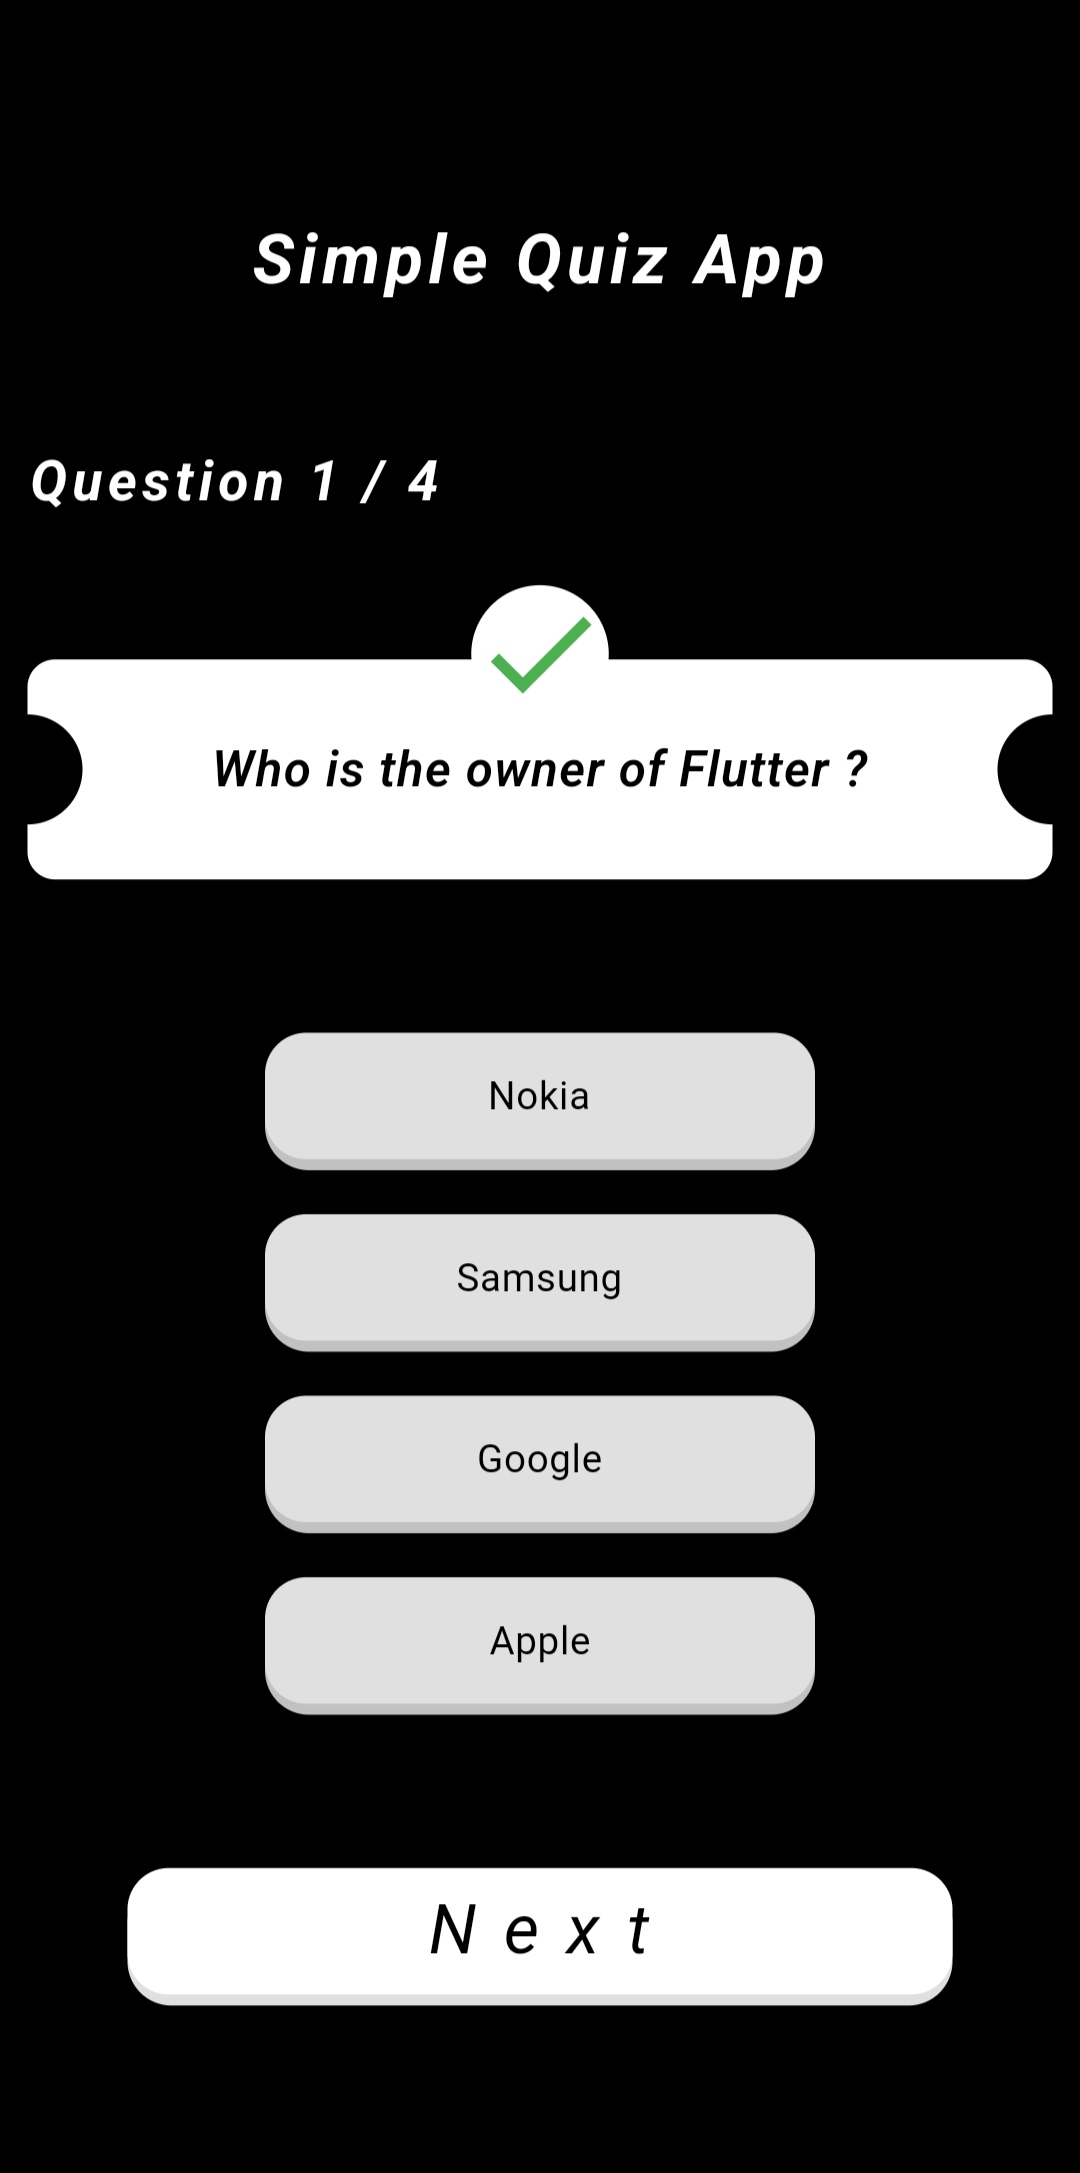 Simple Quiz App
Question 1 / 4
Who is the owner of Flutter ?
Nokia
Samsung
Google
Apple
N e x t